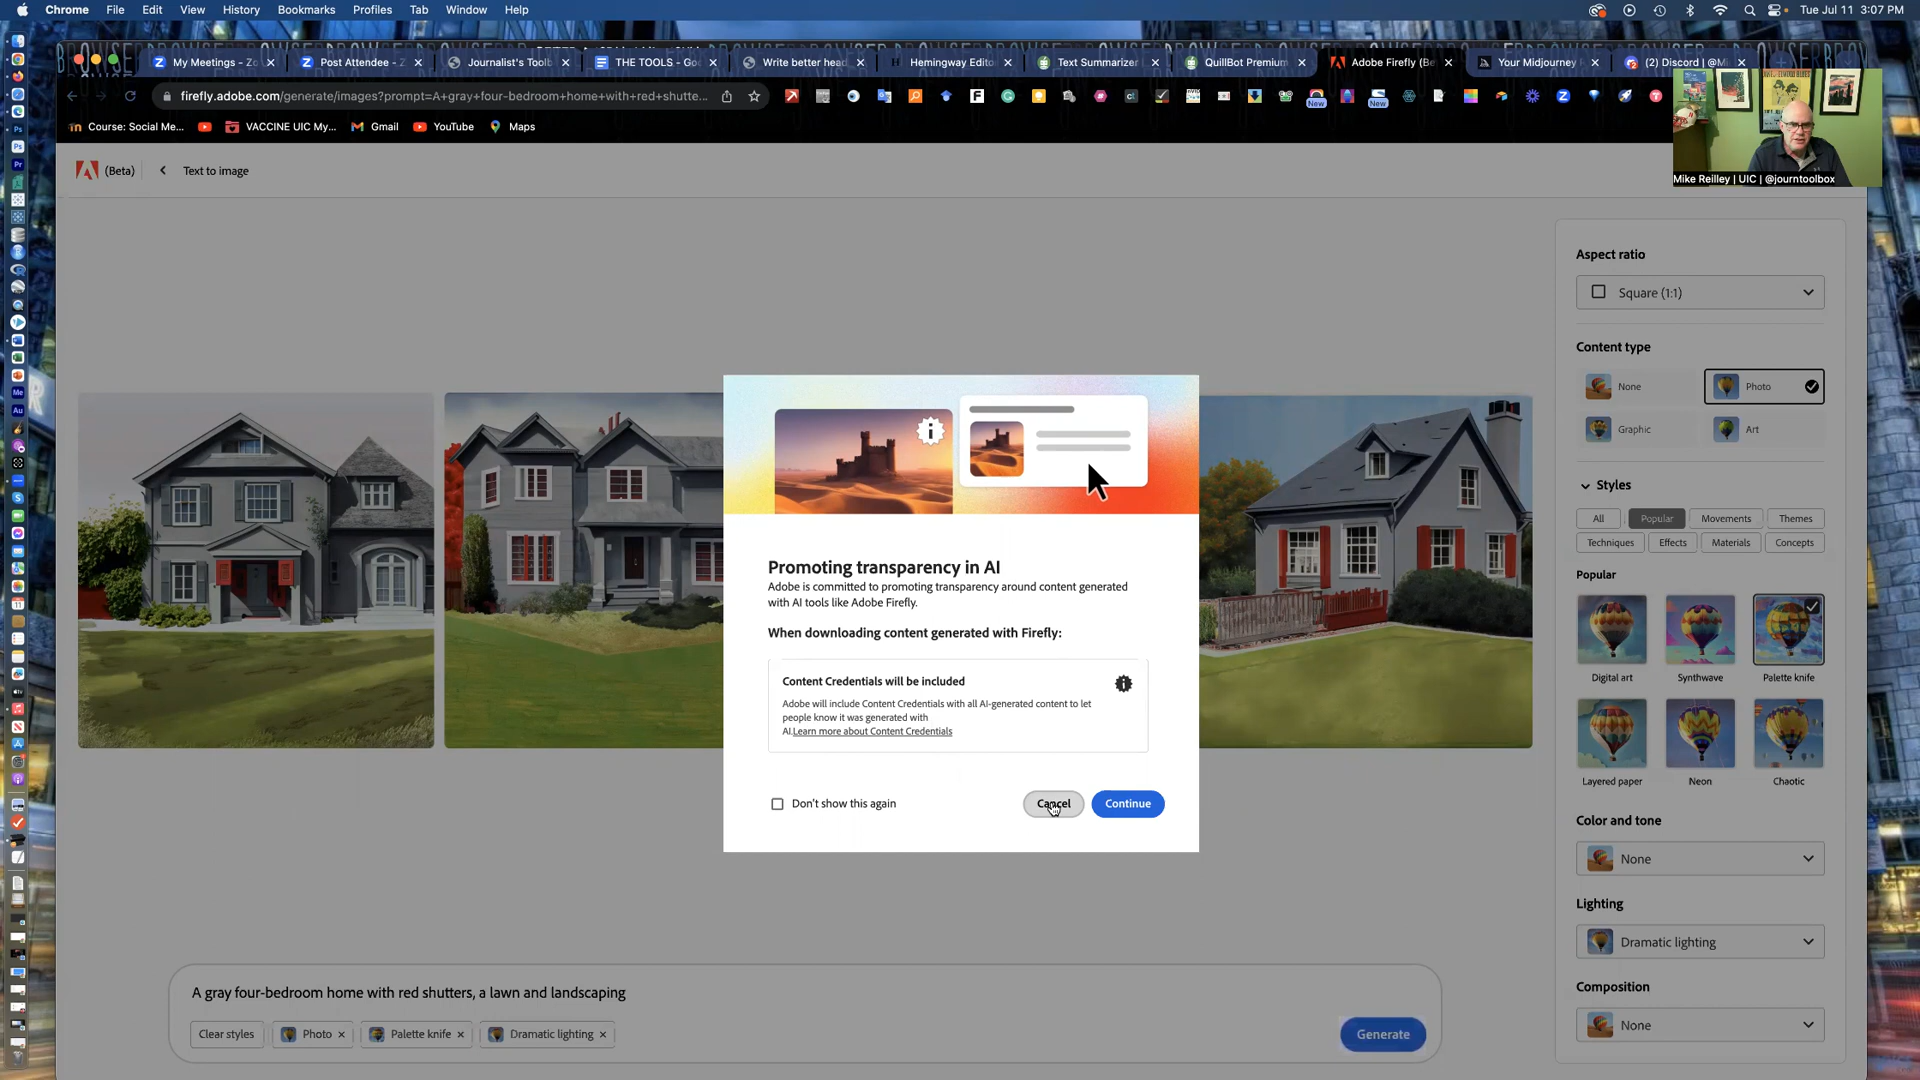 Chrome File Edit View History Bookmarks Profiles Tab Window Help
Tue Jul 11 3:07 PM
My Meetings - Zo
Post Attendee - Z
Journalist's Toolb
THE TOOLS - Goo
Write better head
Hemingway Edito
Text Summarizer
QuillBot Premium
Adobe Firefly (Be
Your Midjourney
(2) Discord | @Mi
firefly.adobe.com/generate/images?prompt=A+gray+four-bedroom+home+with+red+shutte...
New
New
Course: Social Me...
VACCINE UIC My...
Gmail
YouTube
Maps
Mike Reilley | UIC | @journtoolbox
(Beta)
Text to image
Aspect ratio
Square (1:1)
Content type
None
Photo
Graphic
Art
Styles
All
Popular
Movements
Themes
Techniques
Effects
Materials
Concepts
Popular
Digital art
Synthwave
Palette knife
Layered paper
Neon
Chaotic
Color and tone
None
Lighting
Dramatic lighting
Composition
None
Promoting transparency in AI
Adobe is committed to promoting transparency around content generated
with AI tools like Adobe Firefly.
When downloading content generated with Firefly:
Content Credentials will be included
Adobe will include Content Credentials with all AI-generated content to let
people know it was generated with
AI.Learn more about Content Credentials
Don't show this again
Cancel
Continue
A gray four-bedroom home with red shutters, a lawn and landscaping
Clear styles
Photo
Palette knife
Dramatic lighting
Generate